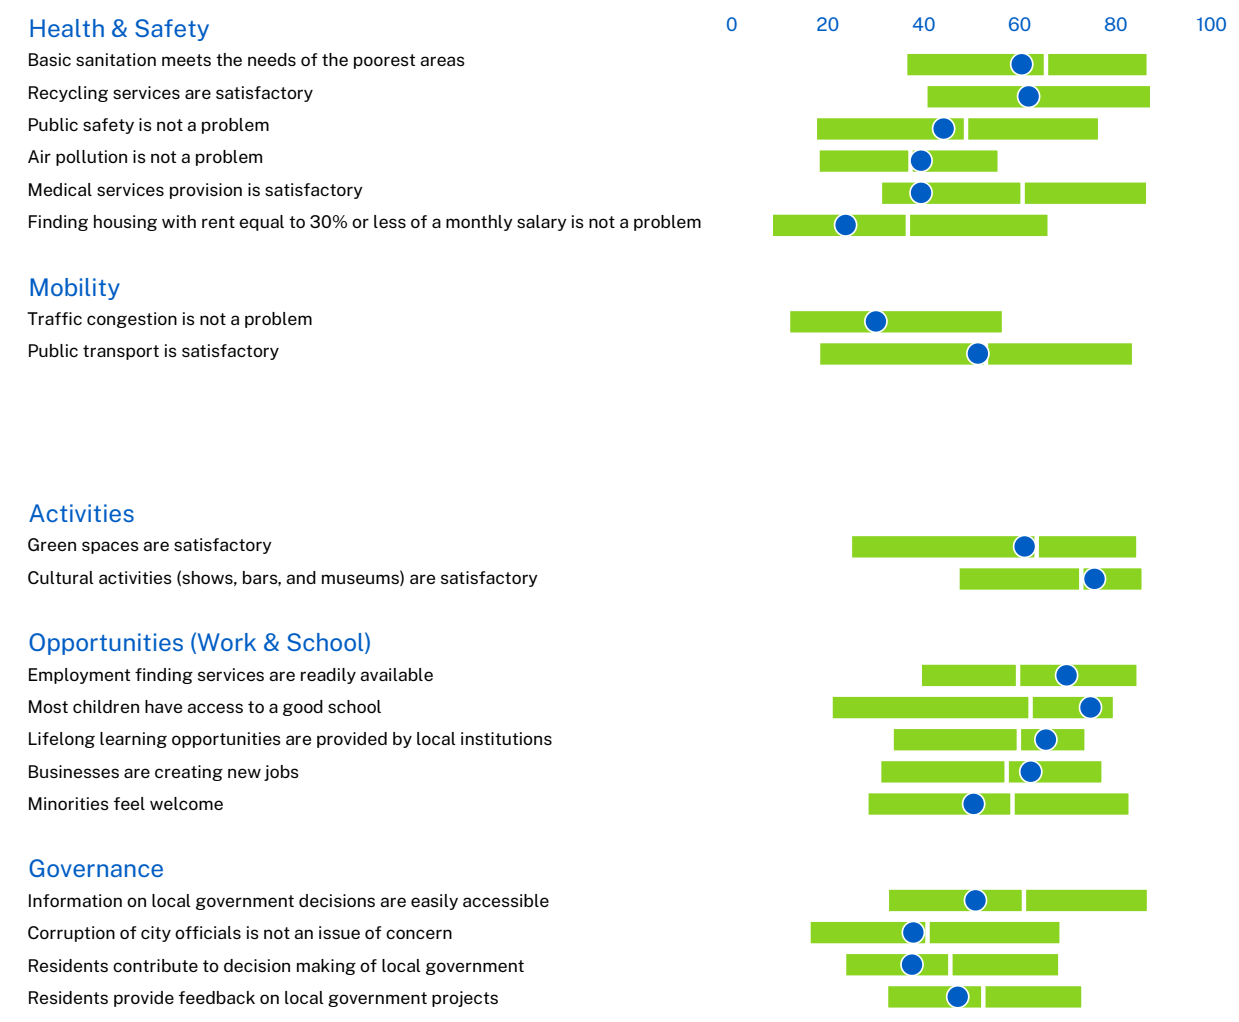 Health & Safety
0 20 40 60 80 100
Basic sanitation meets the needs of the poorest areas
Recycling services are satisfactory
Public safety is not a problem
Air pollution is not a problem
Medical services provision is satisfactory
Finding housing with rent equal to 30% or less of a monthly salary is not a problem
Mobility
Traffic congestion is not a problem
Public transport is satisfactory
Activities
Green spaces are satisfactory
Cultural activities (shows, bars, and museums) are satisfactory
Opportunities (Work & School)
Employment finding services are readily available
Most children have access to a good school
Lifelong learning opportunities are provided by local institutions
Businesses are creating new jobs
Minorities feel welcome
Governance
Information on local government decisions are easily accessible
Corruption of city officials is not an issue of concern
Residents contribute to decision making of local government
Residents provide feedback on local government projects